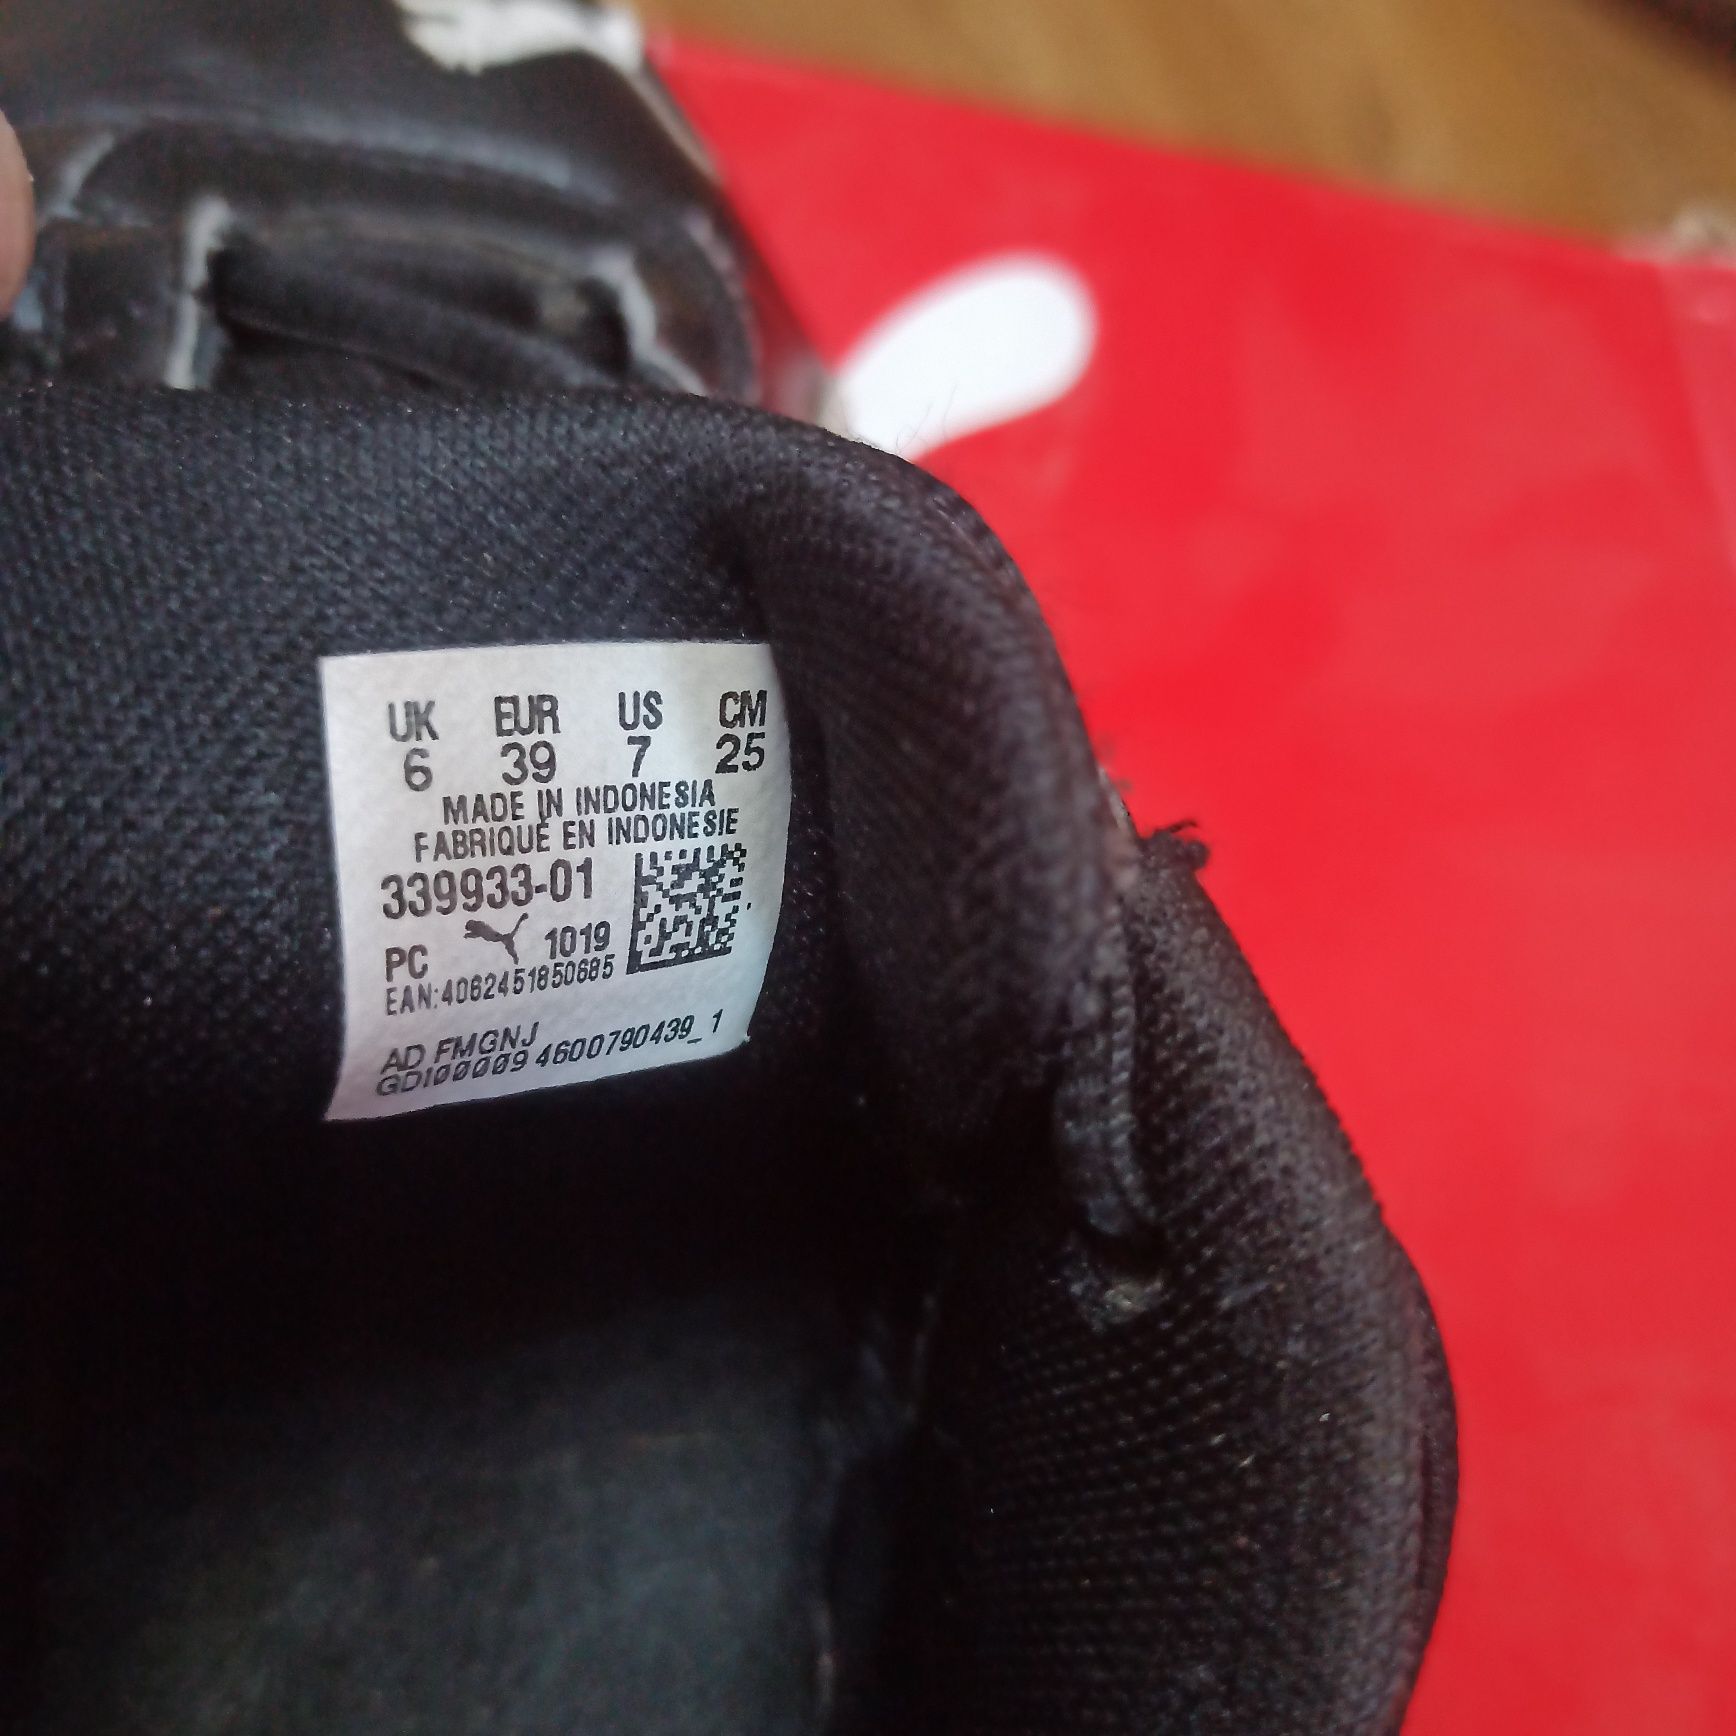 UK EUR US CM
6 39 7 25
MADE IN INDONESIA
FABRIQUÉ EN INDONESIE
339933-01
PC 1019
EAN:4062451850685
AD FMGNJ
GDI00009 4600790439_1